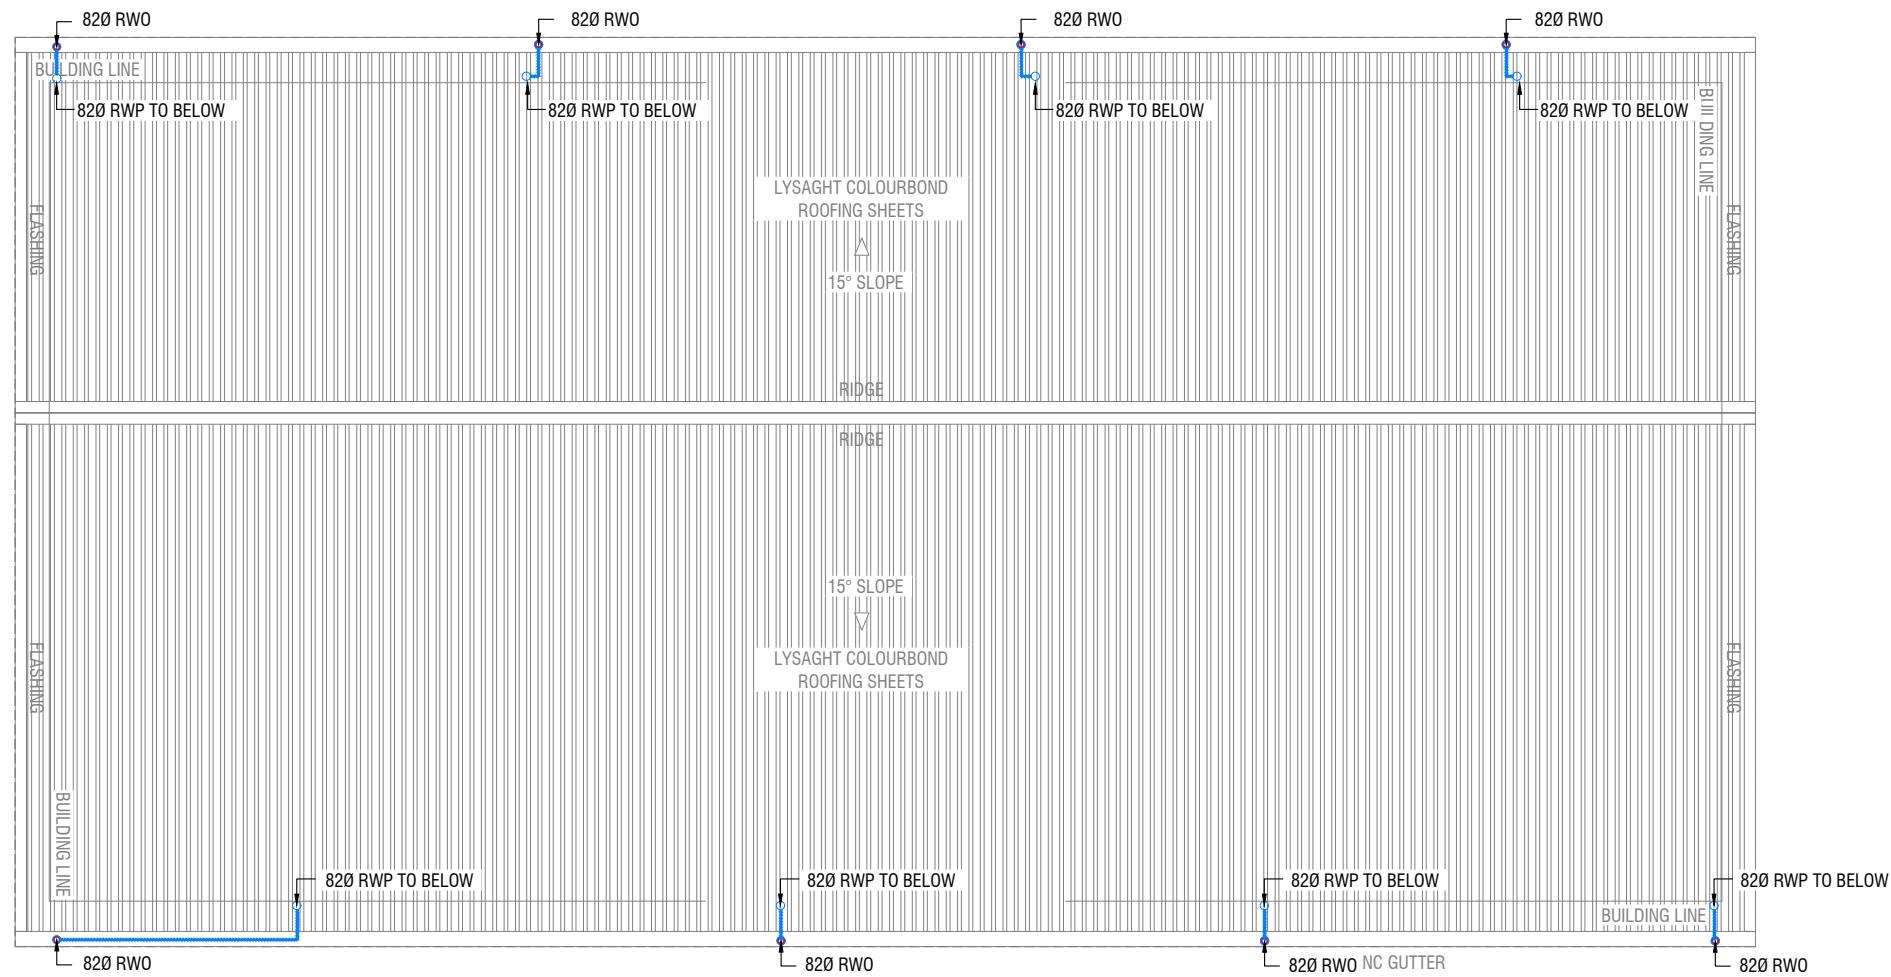 82Ø RWO
82Ø RWO
82Ø RWO
82Ø RWO
BUILDING LINE
82Ø RWP TO BELOW
82Ø RWP TO BELOW
82Ø RWP TO BELOW
82Ø RWP TO BELOW
BUILDING LINE
LYSAGHT COLOURBOND
ROOFING SHEETS
FLASHING
FLASHING
15° SLOPE
RIDGE
RIDGE
15° SLOPE
LYSAGHT COLOURBOND
ROOFING SHEETS
FLASHING
FLASHING
BUILDING LINE
82Ø RWP TO BELOW
82Ø RWP TO BELOW
82Ø RWP TO BELOW
82Ø RWP TO BELOW
BUILDING LINE
82Ø RWO
82Ø RWO
82Ø RWO
NC GUTTER
82Ø RWO